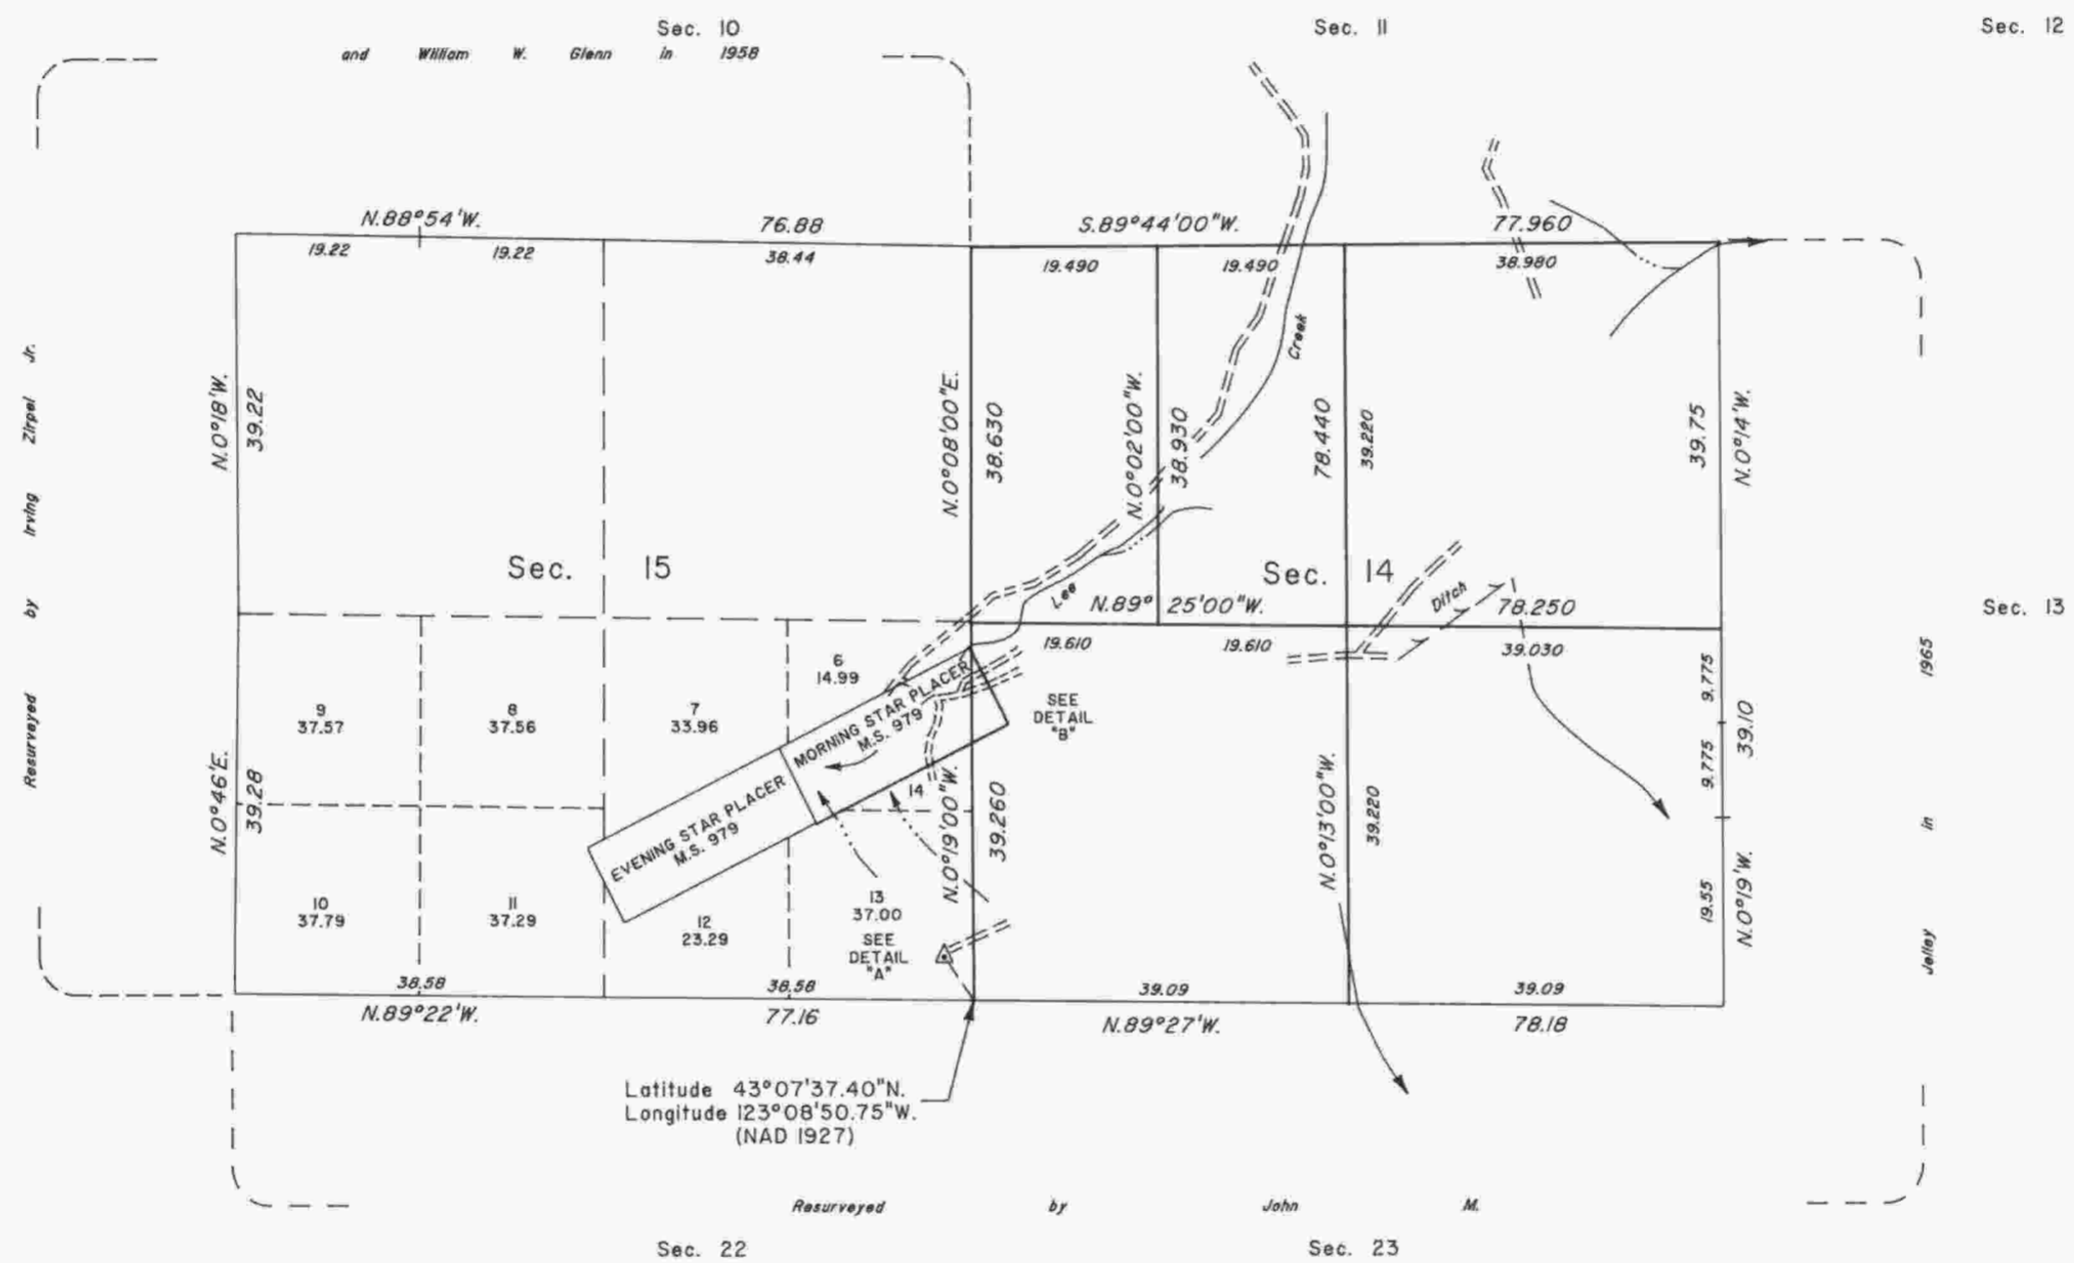 Sec. 10
Sec. 11
Sec. 12
and William W. Glenn in 1958
N.88°54'W.
76.88
S.89°44'00"W.
77.960
19.22
19.22
38.44
19.490
19.490
38.980
Resurveyed by Irving Zirpel Jr.
N.0°18'W.
39.22
N.0°08'00"E.
38.630
N.0°02'00"W.
38.930
Creek
78.440
39.220
39.75
N.0°14'W.
Sec. 15
Sec. 14
Lee
N.89°25'00"W.
Ditch
78.250
Sec. 13
19.610
19.610
39.030
6
14.99
9
37.57
8
37.56
7
33.96
MORNING STAR PLACER
M.S. 979
SEE
DETAIL
"B"
9.775
39.10
9.775
N.0°46'E.
39.28
EVENING STAR PLACER
M.S. 979
14
N.0°19'00"W.
39.260
N.0°13'00"W.
39.220
19.55
N.0°19'W.
Jelley in 1965
10
37.79
11
37.29
12
23.29
13
37.00
SEE
DETAIL
"A"
38.58
38.58
39.09
39.09
N.89°22'W.
77.16
N.89°27'W.
78.18
Latitude 43°07'37.40"N.
Longitude 123°08'50.75"W.
(NAD 1927)
Resurveyed by John M.
Sec. 22
Sec. 23